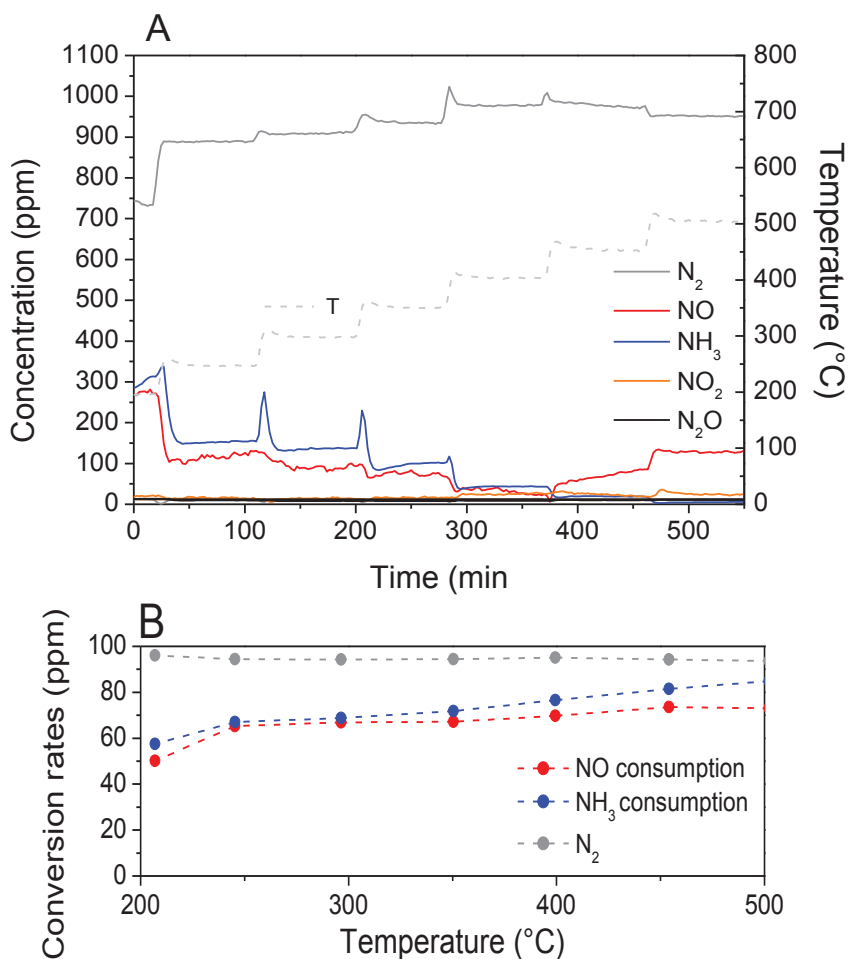 A
1100
1000
900
800
700
600
500
400
300
200
100
0
Concentration (ppm)
800
700
600
500
400
300
200
100
0
Temperature (°C)
T
N2
NO
NH3
NO2
N2O
0 100 200 300 400 500
Time (min
B
100
80
60
40
20
0
Conversion rates (ppm)
NO consumption
NH3 consumption
N2
200 300 400 500
Temperature (°C)